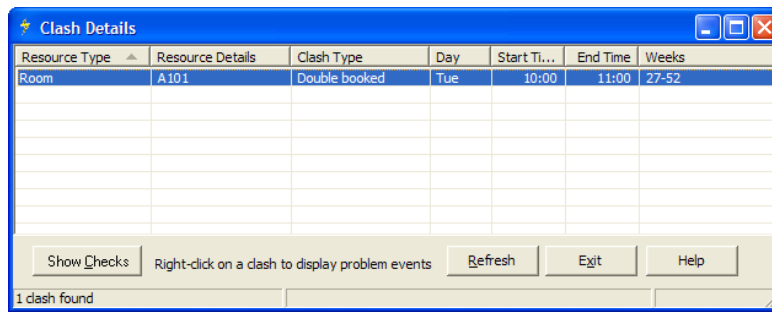 Clash Details
Resource Type Resource Details Clash Type Day Start Ti... End Time Weeks
Room A101 Double booked Tue 10:00 11:00 27-52
Show Checks Right-click on a clash to display problem events Refresh Exit Help
1 clash found